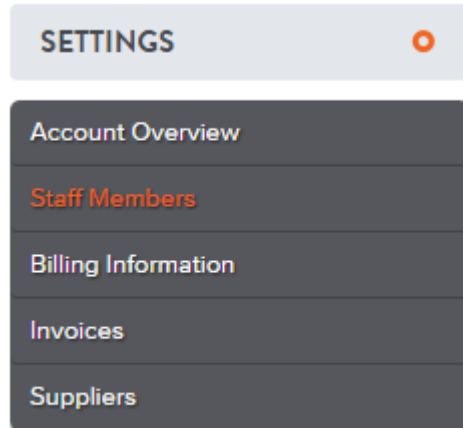 SETTINGS
Account Overview
Staff Members
Billing Information
Invoices
Suppliers